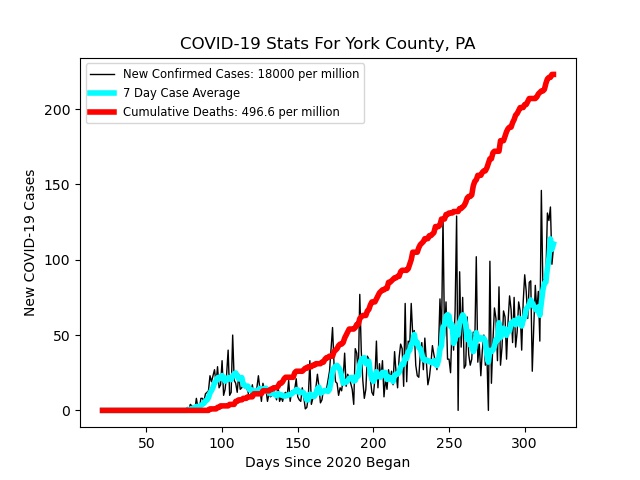 COVID-19 Stats For York County, PA
New Confirmed Cases: 18000 per million
7 Day Case Average
Cumulative Deaths: 496.6 per million
New COVID-19 Cases
200
150
100
50
0
50 100 150 200 250 300
Days Since 2020 Began